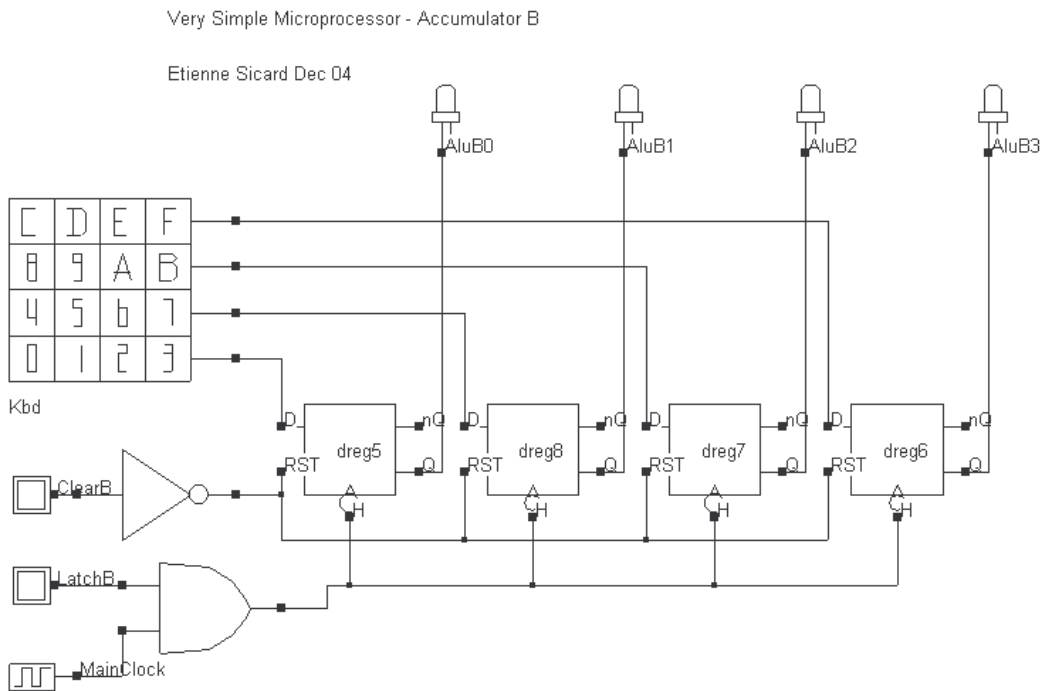 Very Simple Microprocessor - Accumulator B
Etienne Sicard Dec 04
AluB0 AluB1 AluB2 AluB3
C D E F
8 9 A B
4 5 b 7
0 1 2 3
Kbd
D nQ D nQ D nQ D nQ
dreg5 dreg8 dreg7 dreg6
RST Q RST Q RST Q RST Q
ClearB
H H H H
LatchB
MainClock